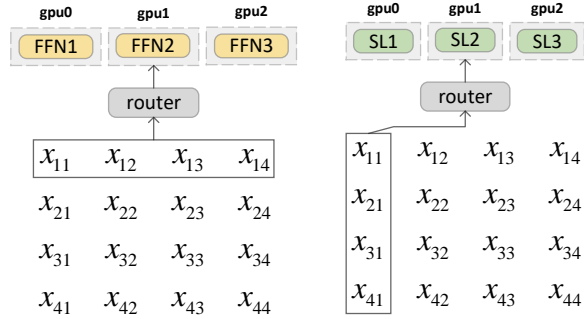 gpu0 gpu1 gpu2
FFN1 FFN2 FFN3
router
x11 x12 x13 x14
x21 x22 x23 x24
x31 x32 x33 x34
x41 x42 x43 x44
gpu0 gpu1 gpu2
SL1 SL2 SL3
router
x11 x12 x13 x14
x21 x22 x23 x24
x31 x32 x33 x34
x41 x42 x43 x44